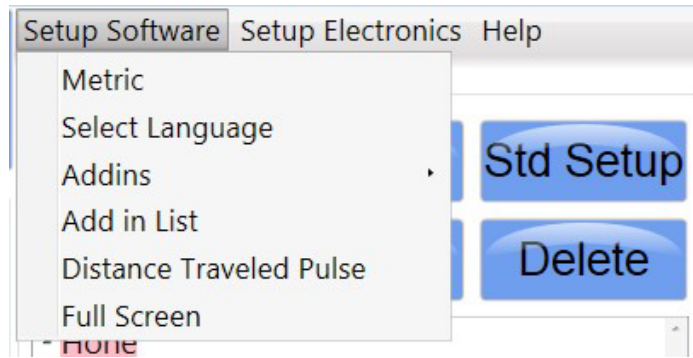 Setup Software Setup Electronics Help
Metric
Select Language
Addins
Std Setup
Add in List
Distance Traveled Pulse
Delete
Full Screen